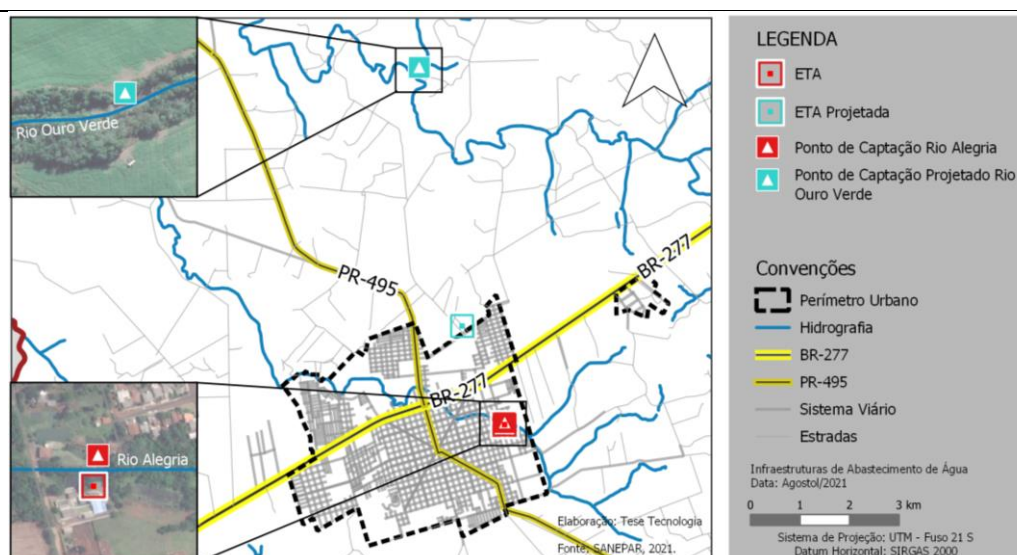 Rio Ouro Verde
PR-495
BR-277
BR-277
Rio Alegria
Elaboração: Tese Tecnologia
Fonte: SANEPAR, 2021.
LEGENDA
ETA
ETA Projetada
Ponto de Captação Rio Alegria
Ponto de Captação Projetado Rio
Ouro Verde
Convenções
Perímetro Urbano
Hidrografia
BR-277
PR-495
Sistema Viário
Estradas
Infraestruturas de Abastecimento de Água
Data: Agostol/2021
0 1 2 3 km
Sistema de Projeção: UTM - Fuso 21 S
Datum Horizontal: SIRGAS 2000